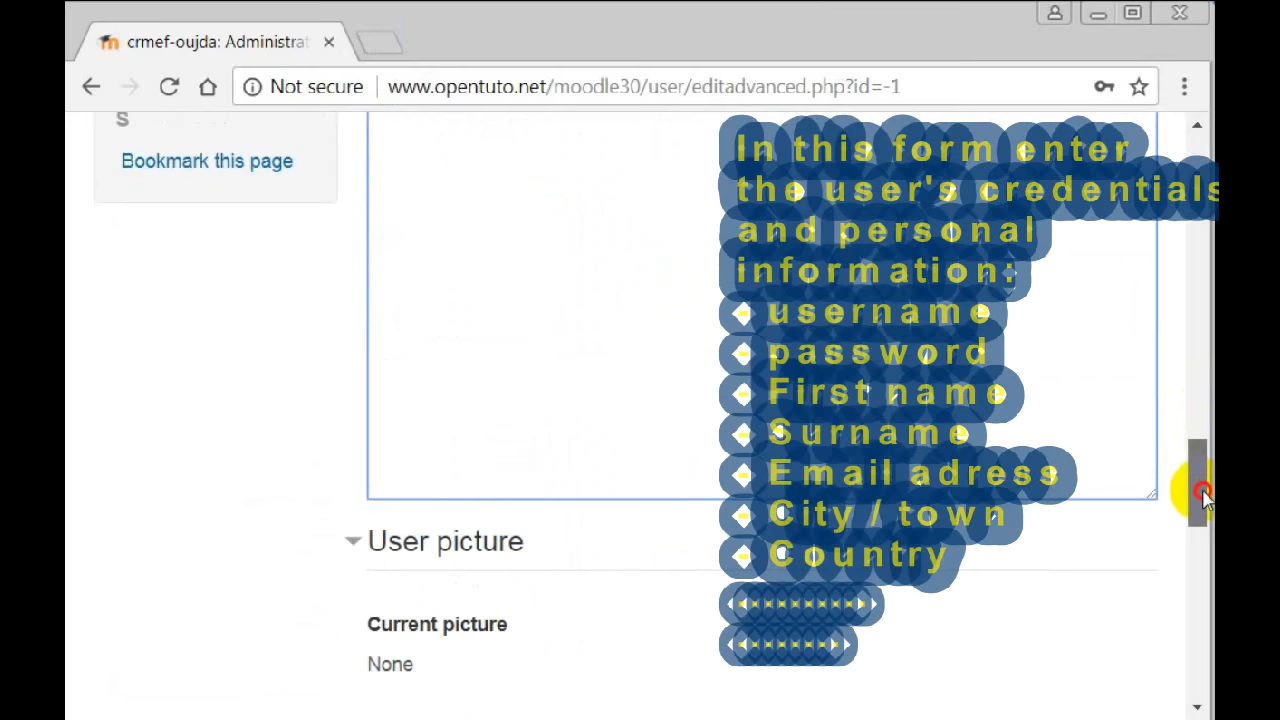 crmef-oujda: Administrat
Not secure
www.opentuto.net/moodle30/user/editadvanced.php?id=-1
s
Bookmark this page
In this form enter
the user's credentials
and personal
information:
- username
- password
- First name
- Surname
- Email adress
- City / town
- Country
----------
--------
User picture
Current picture
None